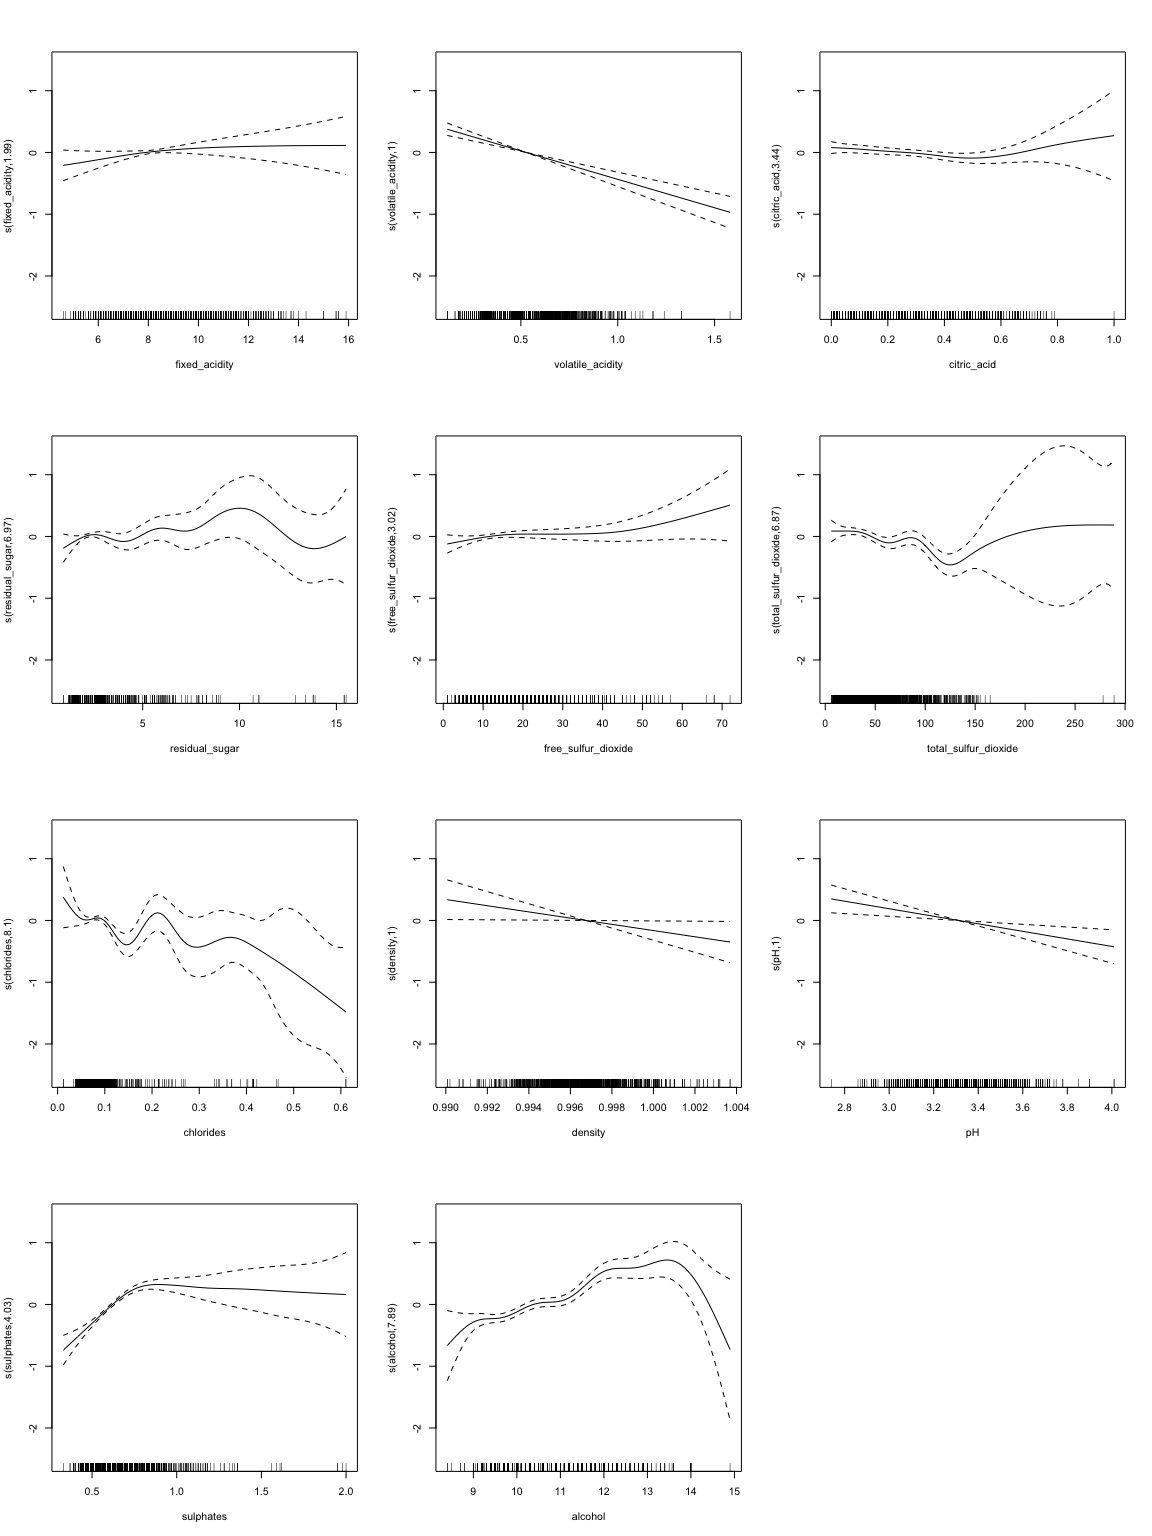 s(fixed_acidity,1.99)
1
0
-1
-2
6 8 10 12 14 16
fixed_acidity
s(volatile_acidity,1)
1
0
-1
-2
0.5 1.0 1.5
volatile_acidity
s(citric_acid,3.44)
1
0
-1
-2
0.0 0.2 0.4 0.6 0.8 1.0
citric_acid
s(residual_sugar,6.97)
1
0
-1
-2
5 10 15
residual_sugar
s(free_sulfur_dioxide,3.02)
1
0
-1
-2
0 10 20 30 40 50 60 70
free_sulfur_dioxide
s(total_sulfur_dioxide,6.87)
1
0
-1
-2
0 50 100 150 200 250 300
total_sulfur_dioxide
s(chlorides,8.1)
1
0
-1
-2
0.0 0.1 0.2 0.3 0.4 0.5 0.6
chlorides
s(density,1)
1
0
-1
-2
0.990 0.992 0.994 0.996 0.998 1.000 1.002 1.004
density
s(pH,1)
1
0
-1
-2
2.8 3.0 3.2 3.4 3.6 3.8 4.0
pH
s(sulphates,4.03)
1
0
-1
-2
0.5 1.0 1.5 2.0
sulphates
s(alcohol,7.89)
1
0
-1
-2
9 10 11 12 13 14 15
alcohol